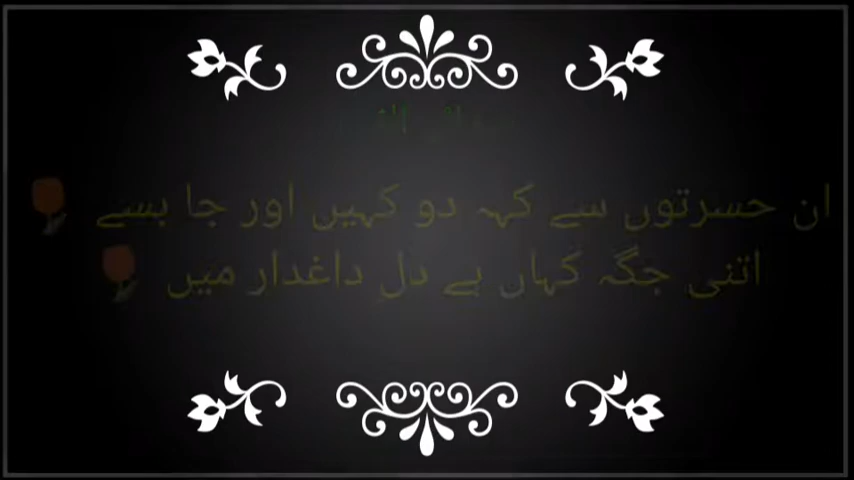 ان حسرتوں سے کہہ دو کہیں اور جا بسے
اتنی جگہ کہاں ہے دل داغدار میں